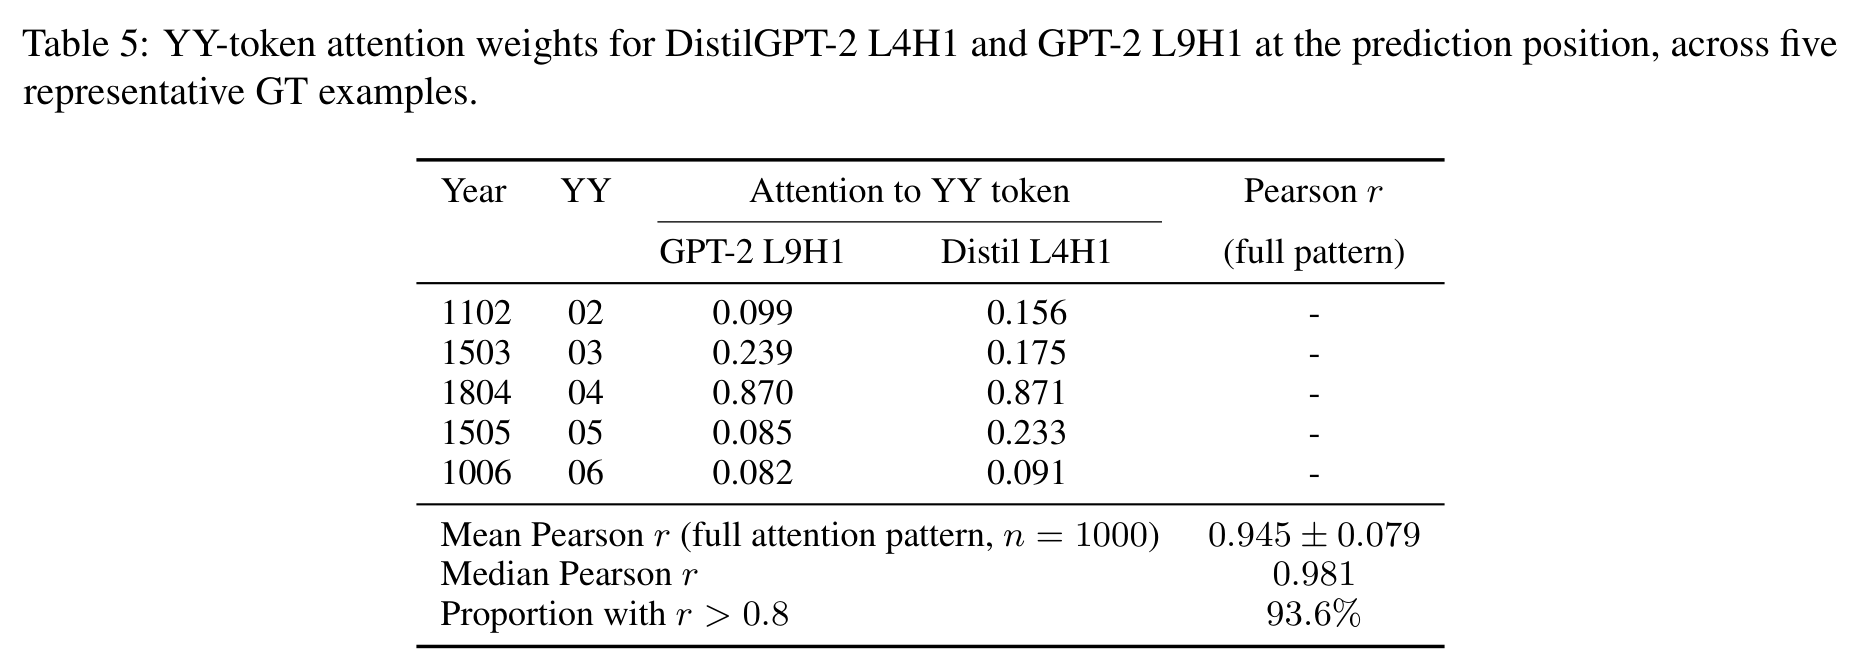 Table 5: YY-token attention weights for DistilGPT-2 L4H1 and GPT-2 L9H1 at the prediction position, across five
representative GT examples.
Year YY Attention to YY token Pearson r
GPT-2 L9H1 Distil L4H1 (full pattern)
1102 02 0.099 0.156 -
1503 03 0.239 0.175 -
1804 04 0.870 0.871 -
1505 05 0.085 0.233 -
1006 06 0.082 0.091 -
Mean Pearson r (full attention pattern, n = 1000) 0.945 ± 0.079
Median Pearson r 0.981
Proportion with r > 0.8 93.6%